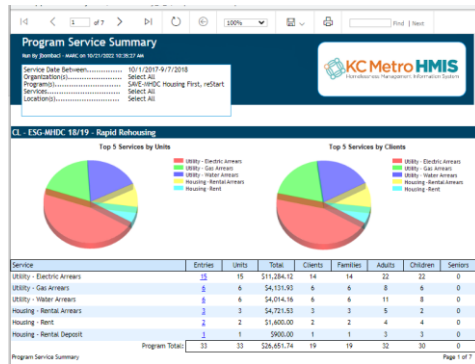 1 of 7 100% Find | Next
Program Service Summary
Run by jbombaci - MARC on 10/21/2022 10:38:27 AM
KC Metro HMIS
Homelessness Management Information System
Service Date Between.............. 10/1/2017-9/7/2018
Organization(s)..................... Select All
Program(s)........................... SAVE-MHDC Housing First, reStart
Services............................... Select All
Location(s)........................... Select All
CL - ESG-MHDC 18/19 - Rapid Rehousing
Top 5 Services by Units
Utility - Electric Arrears
Utility - Gas Arrears
Utility - Water Arrears
Housing - Rental Arrears
Housing - Rent
Top 5 Services by Clients
Utility - Electric Arrears
Utility - Gas Arrears
Utility - Water Arrears
Housing - Rental Arrears
Housing - Rent
Service Entries Units Total Clients Families Adults Children Seniors
Utility - Electric Arrears 15 15 $11,284.12 14 14 22 22 0
Utility - Gas Arrears 6 6 $4,131.93 6 6 8 6 0
Utility - Water Arrears 6 6 $4,014.16 6 6 11 8 0
Housing - Rental Arrears 3 3 $4,721.53 3 3 5 2 0
Housing - Rent 2 2 $1,600.00 2 2 4 4 0
Housing - Rental Deposit 1 1 $900.00 1 1 3 3 0
Program Total: 33 33 $26,651.74 19 19 32 30 0
Program Service Summary Page 1 of 7